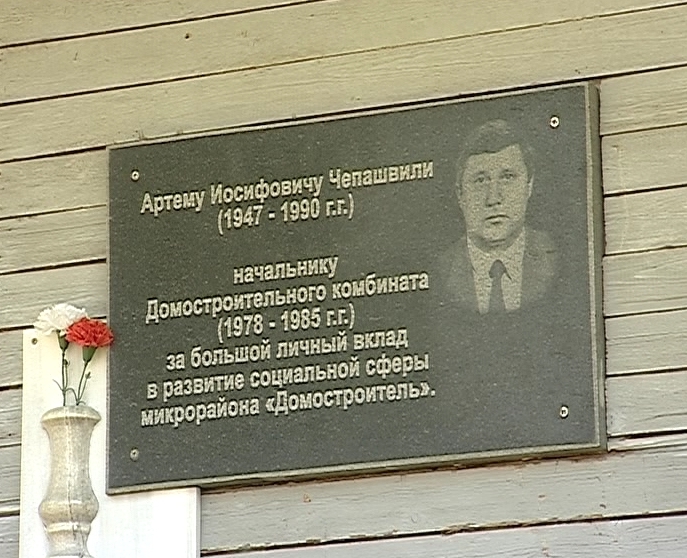 Артему Иосифовичу Чепашвили
(1947 - 1990 г.г.)
начальнику
Домостроительного комбината
(1978 - 1985 г.г.)
за большой личный вклад
в развитие социальной сферы
микрорайона «Домостроитель».